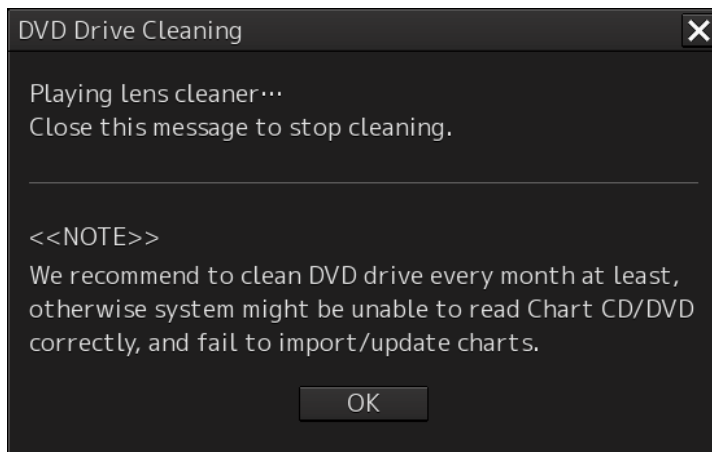 DVD Drive Cleaning
Playing lens cleaner⋯
Close this message to stop cleaning.
<<NOTE>>
We recommend to clean DVD drive every month at least,
otherwise system might be unable to read Chart CD/DVD
correctly, and fail to import/update charts.
OK